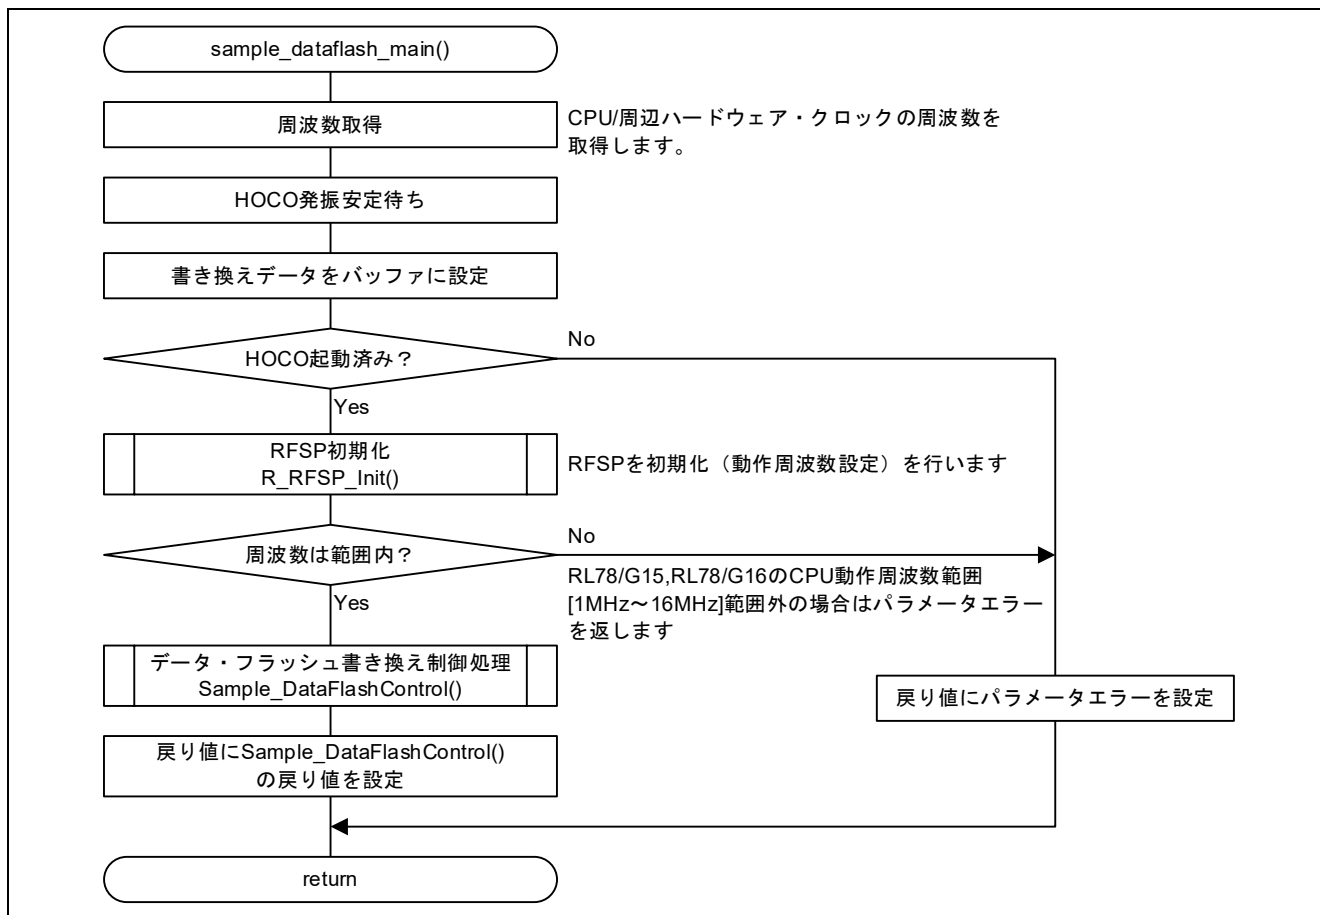 sample_dataflash_main()
周波数取得
CPU/周辺ハードウェア・クロックの周波数を
取得します。
HOCO発振安定待ち
書き換えデータをバッファに設定
HOCO起動済み？
No
Yes
RFSP初期化
R_RFSP_Init()
RFSPを初期化（動作周波数設定）を行います
周波数は範囲内？
No
RL78/G15,RL78/G16のCPU動作周波数範囲
[1MHz～16MHz]範囲外の場合はパラメータエラー
を返します
Yes
データ・フラッシュ書き換え制御処理
Sample_DataFlashControl()
戻り値にパラメータエラーを設定
戻り値にSample_DataFlashControl()
の戻り値を設定
return